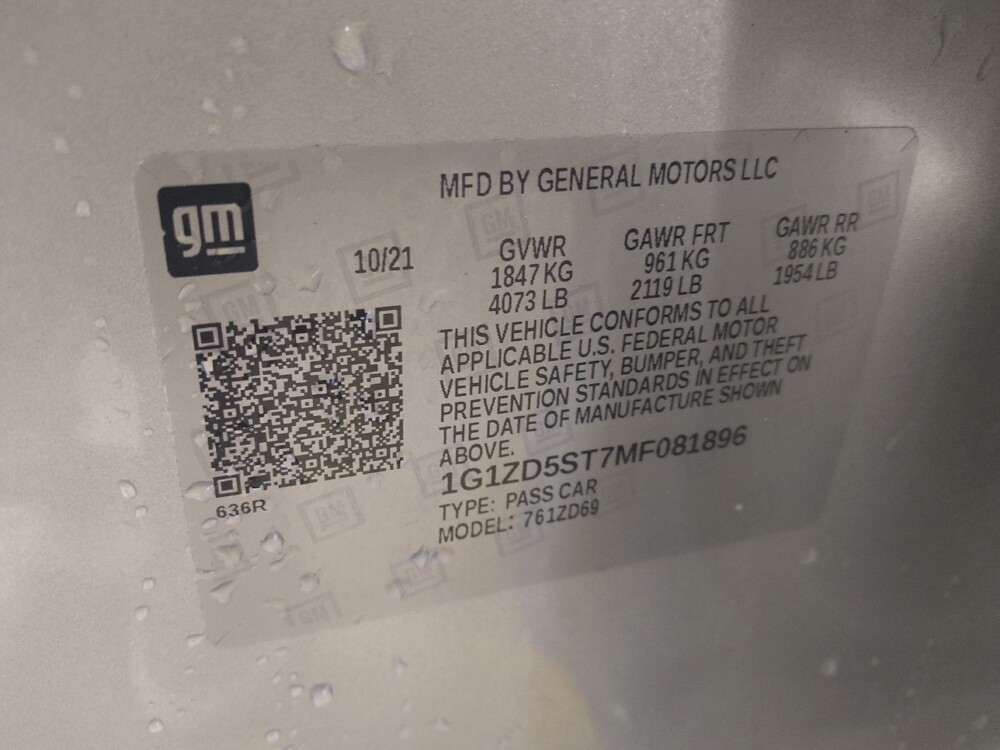 gm
MFD BY GENERAL MOTORS LLC
10/21
GVWR GAWR FRT GAWR RR
1847 KG 961 KG 886 KG
4073 LB 2119 LB 1954 LB
THIS VEHICLE CONFORMS TO ALL
APPLICABLE U.S. FEDERAL MOTOR
VEHICLE SAFETY, BUMPER, AND THEFT
PREVENTION STANDARDS IN EFFECT ON
THE DATE OF MANUFACTURE SHOWN
ABOVE.
1G1ZD5ST7MF081896
TYPE: PASS CAR
MODEL: 761ZD69
636R